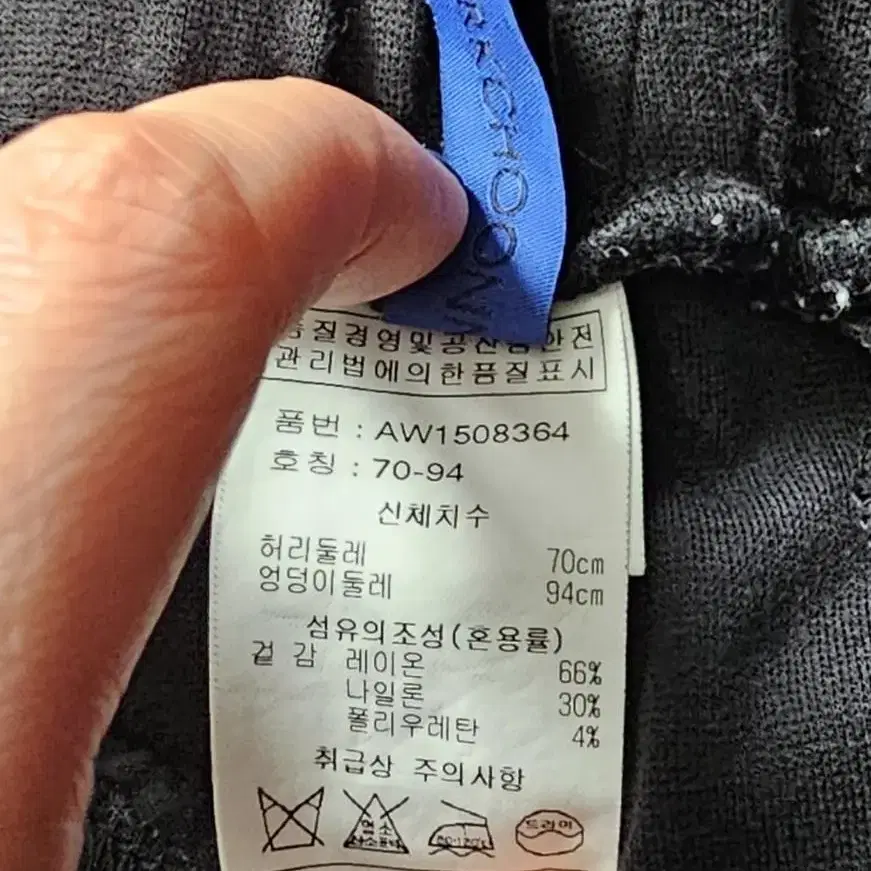 질경영및공산품안전
관리법에의한품질표시
품번 : AW1508364
호칭 : 70-94
신체치수
허리둘레 70cm
엉덩이둘레 94cm
섬유의조성(혼용률)
겉 감 레이온 66%
나일론 30%
폴리우레탄 4%
취급상 주의사항
드라이